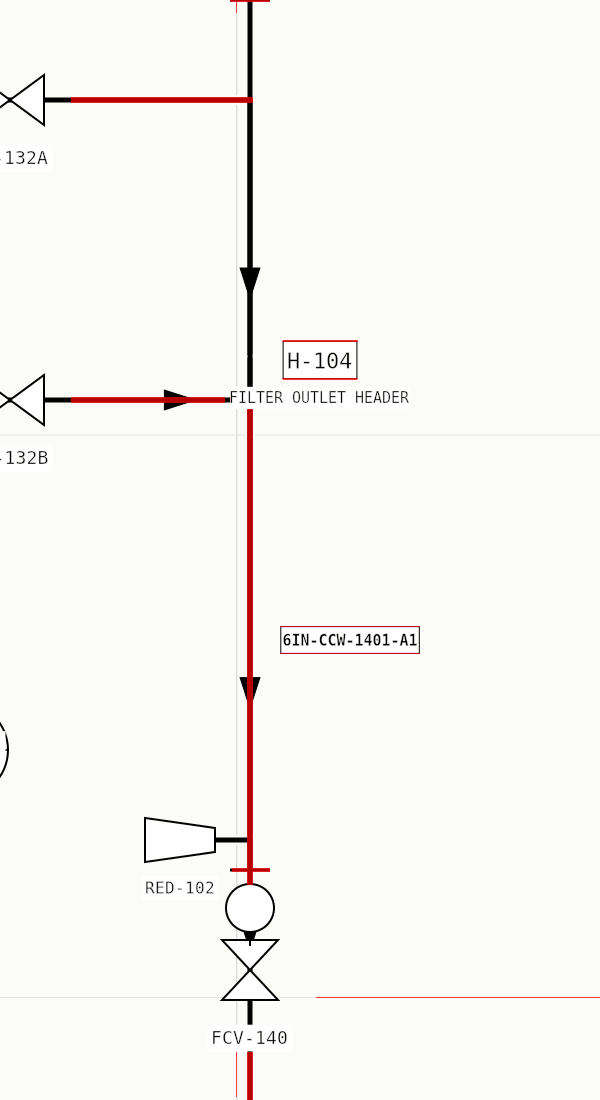 -132A
H-104
FILTER OUTLET HEADER
-132B
6IN-CCW-1401-A1
RED-102
FCV-140